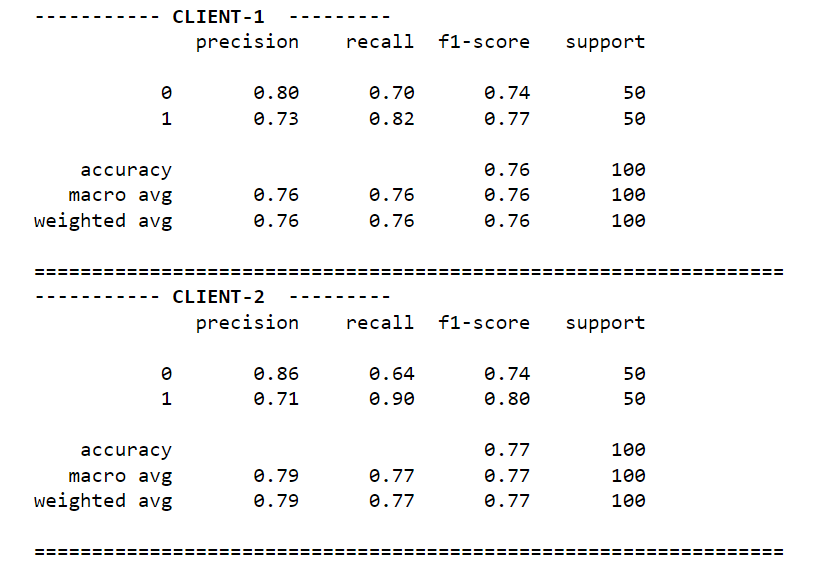 ----------- CLIENT-1  ---------
              precision    recall  f1-score   support

           0       0.80      0.70      0.74        50
           1       0.73      0.82      0.77        50

    accuracy                           0.76       100
   macro avg       0.76      0.76      0.76       100
weighted avg       0.76      0.76      0.76       100

=================================================================
----------- CLIENT-2  ---------
              precision    recall  f1-score   support

           0       0.86      0.64      0.74        50
           1       0.71      0.90      0.80        50

    accuracy                           0.77       100
   macro avg       0.79      0.77      0.77       100
weighted avg       0.79      0.77      0.77       100

=================================================================